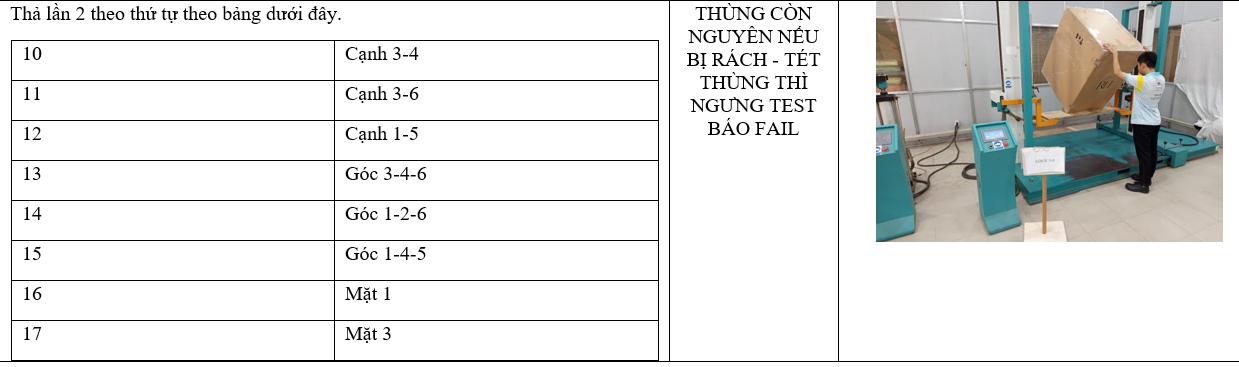 Thả lần 2 theo thứ tự theo bảng dưới đây.
10 Cạnh 3-4
11 Cạnh 3-6
12 Cạnh 1-5
13 Góc 3-4-6
14 Góc 1-2-6
15 Góc 1-4-5
16 Mặt 1
17 Mặt 3
THÙNG CÒN
NGUYÊN NẾU
BỊ RÁCH - TÉT
THÙNG THÌ
NGƯNG TEST
BÁO FAIL